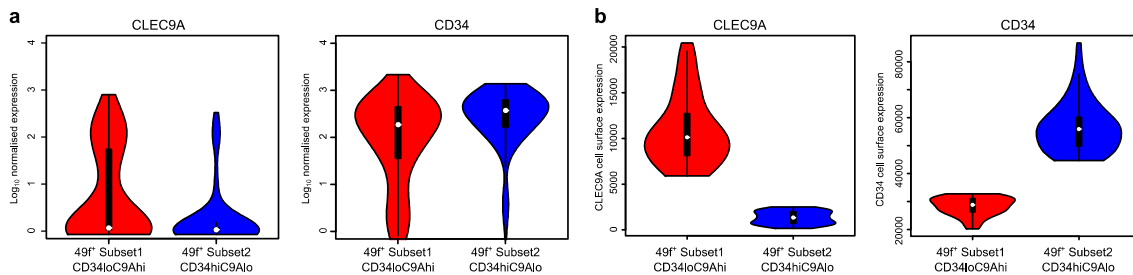 a
CLEC9A
Log₁₀ normalised expression
4
3
2
1
0
49f⁺ Subset1
CD34loC9Ahi
49f⁺ Subset2
CD34hiC9Alo
CD34
Log₁₀ normalised expression
4
3
2
1
0
49f⁺ Subset1
CD34loC9Ahi
49f⁺ Subset2
CD34hiC9Alo
b
CLEC9A
CLEC9A cell surface expression
20000
15000
10000
5000
0
49f⁺ Subset1
CD34loC9Ahi
49f⁺ Subset2
CD34hiC9Alo
CD34
CD34 cell surface expression
80000
60000
40000
20000
49f⁺ Subset1
CD34loC9Ahi
49f⁺ Subset2
CD34hiC9Alo